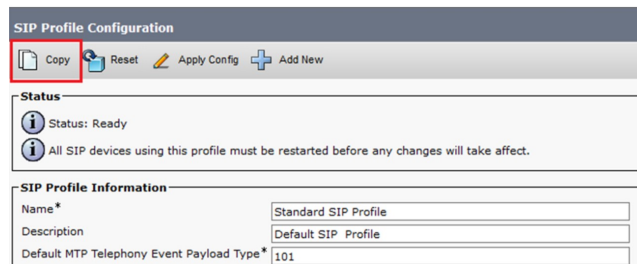 SIP Profile Configuration
Copy Reset Apply Config Add New
Status
Status: Ready
All SIP devices using this profile must be restarted before any changes will take affect.
SIP Profile Information
Name* Standard SIP Profile
Description Default SIP Profile
Default MTP Telephony Event Payload Type* 101